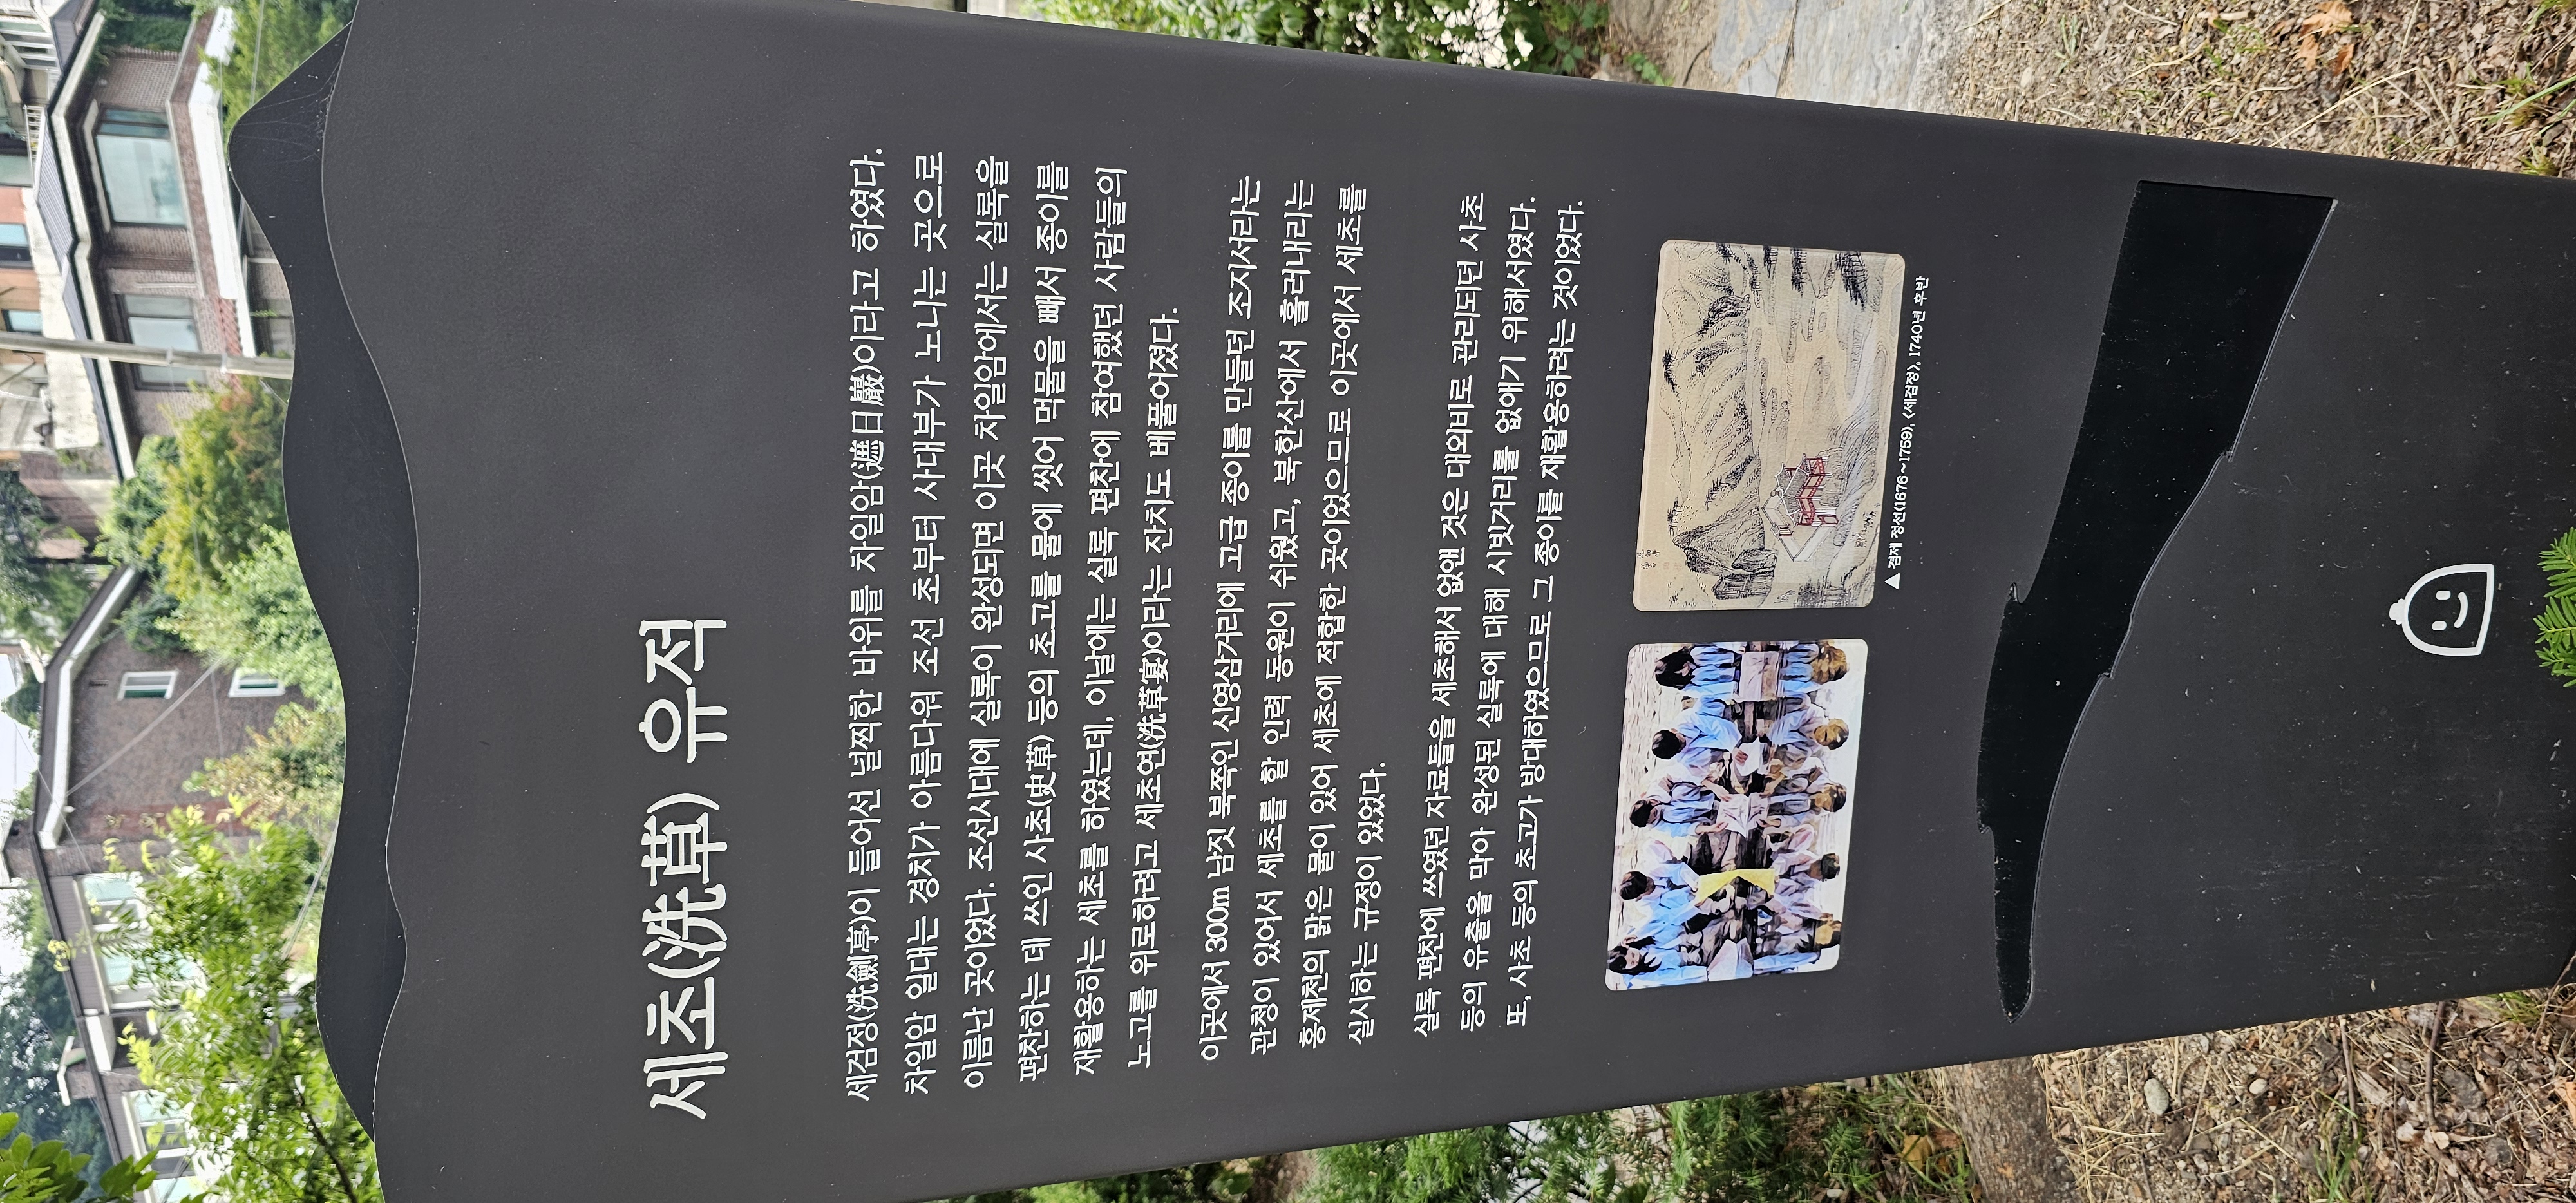 세초(洗草) 유적
세검정(洗劍亭)이 들어선 널찍한 바위를 차일암(遮日巖)이라고 하였다.
차일암 일대는 경치가 아름다워 조선 초부터 사대부가 노니는 곳으로
이름난 곳이었다. 조선시대에 실록이 완성되면 이곳 차일암에서는 실록을
편찬하는 데 쓰인 사초(史草) 등의 초고를 물에 씻어 먹물을 빼서 종이를
재활용하는 세초를 하였는데, 이날에는 실록 편찬에 참여했던 사람들의
노고를 위로하려고 세초연(洗草宴)이라는 잔치도 베풀어졌다.
이곳에서 300m 남짓 북쪽인 신영삼거리에 고급 종이를 만들던 조지서라는
관청이 있어서 세초를 할 인력 동원이 쉬웠고, 북한산에서 흘러내리는
홍제천의 맑은 물이 있어 세초에 적합한 곳이었으므로 이곳에서 세초를
실시하는 규정이 있었다.
실록 편찬에 쓰였던 자료들을 세초해서 없앤 것은 대외비로 관리되던 사초
등의 유출을 막아 완성된 실록에 대해 시빗거리를 없애기 위해서였다.
또, 사초 등의 초고가 방대하였으므로 그 종이를 재활용하려는 것이었다.
▲ 겸제 정선(1676~1759), <세검정>, 1740년 후반